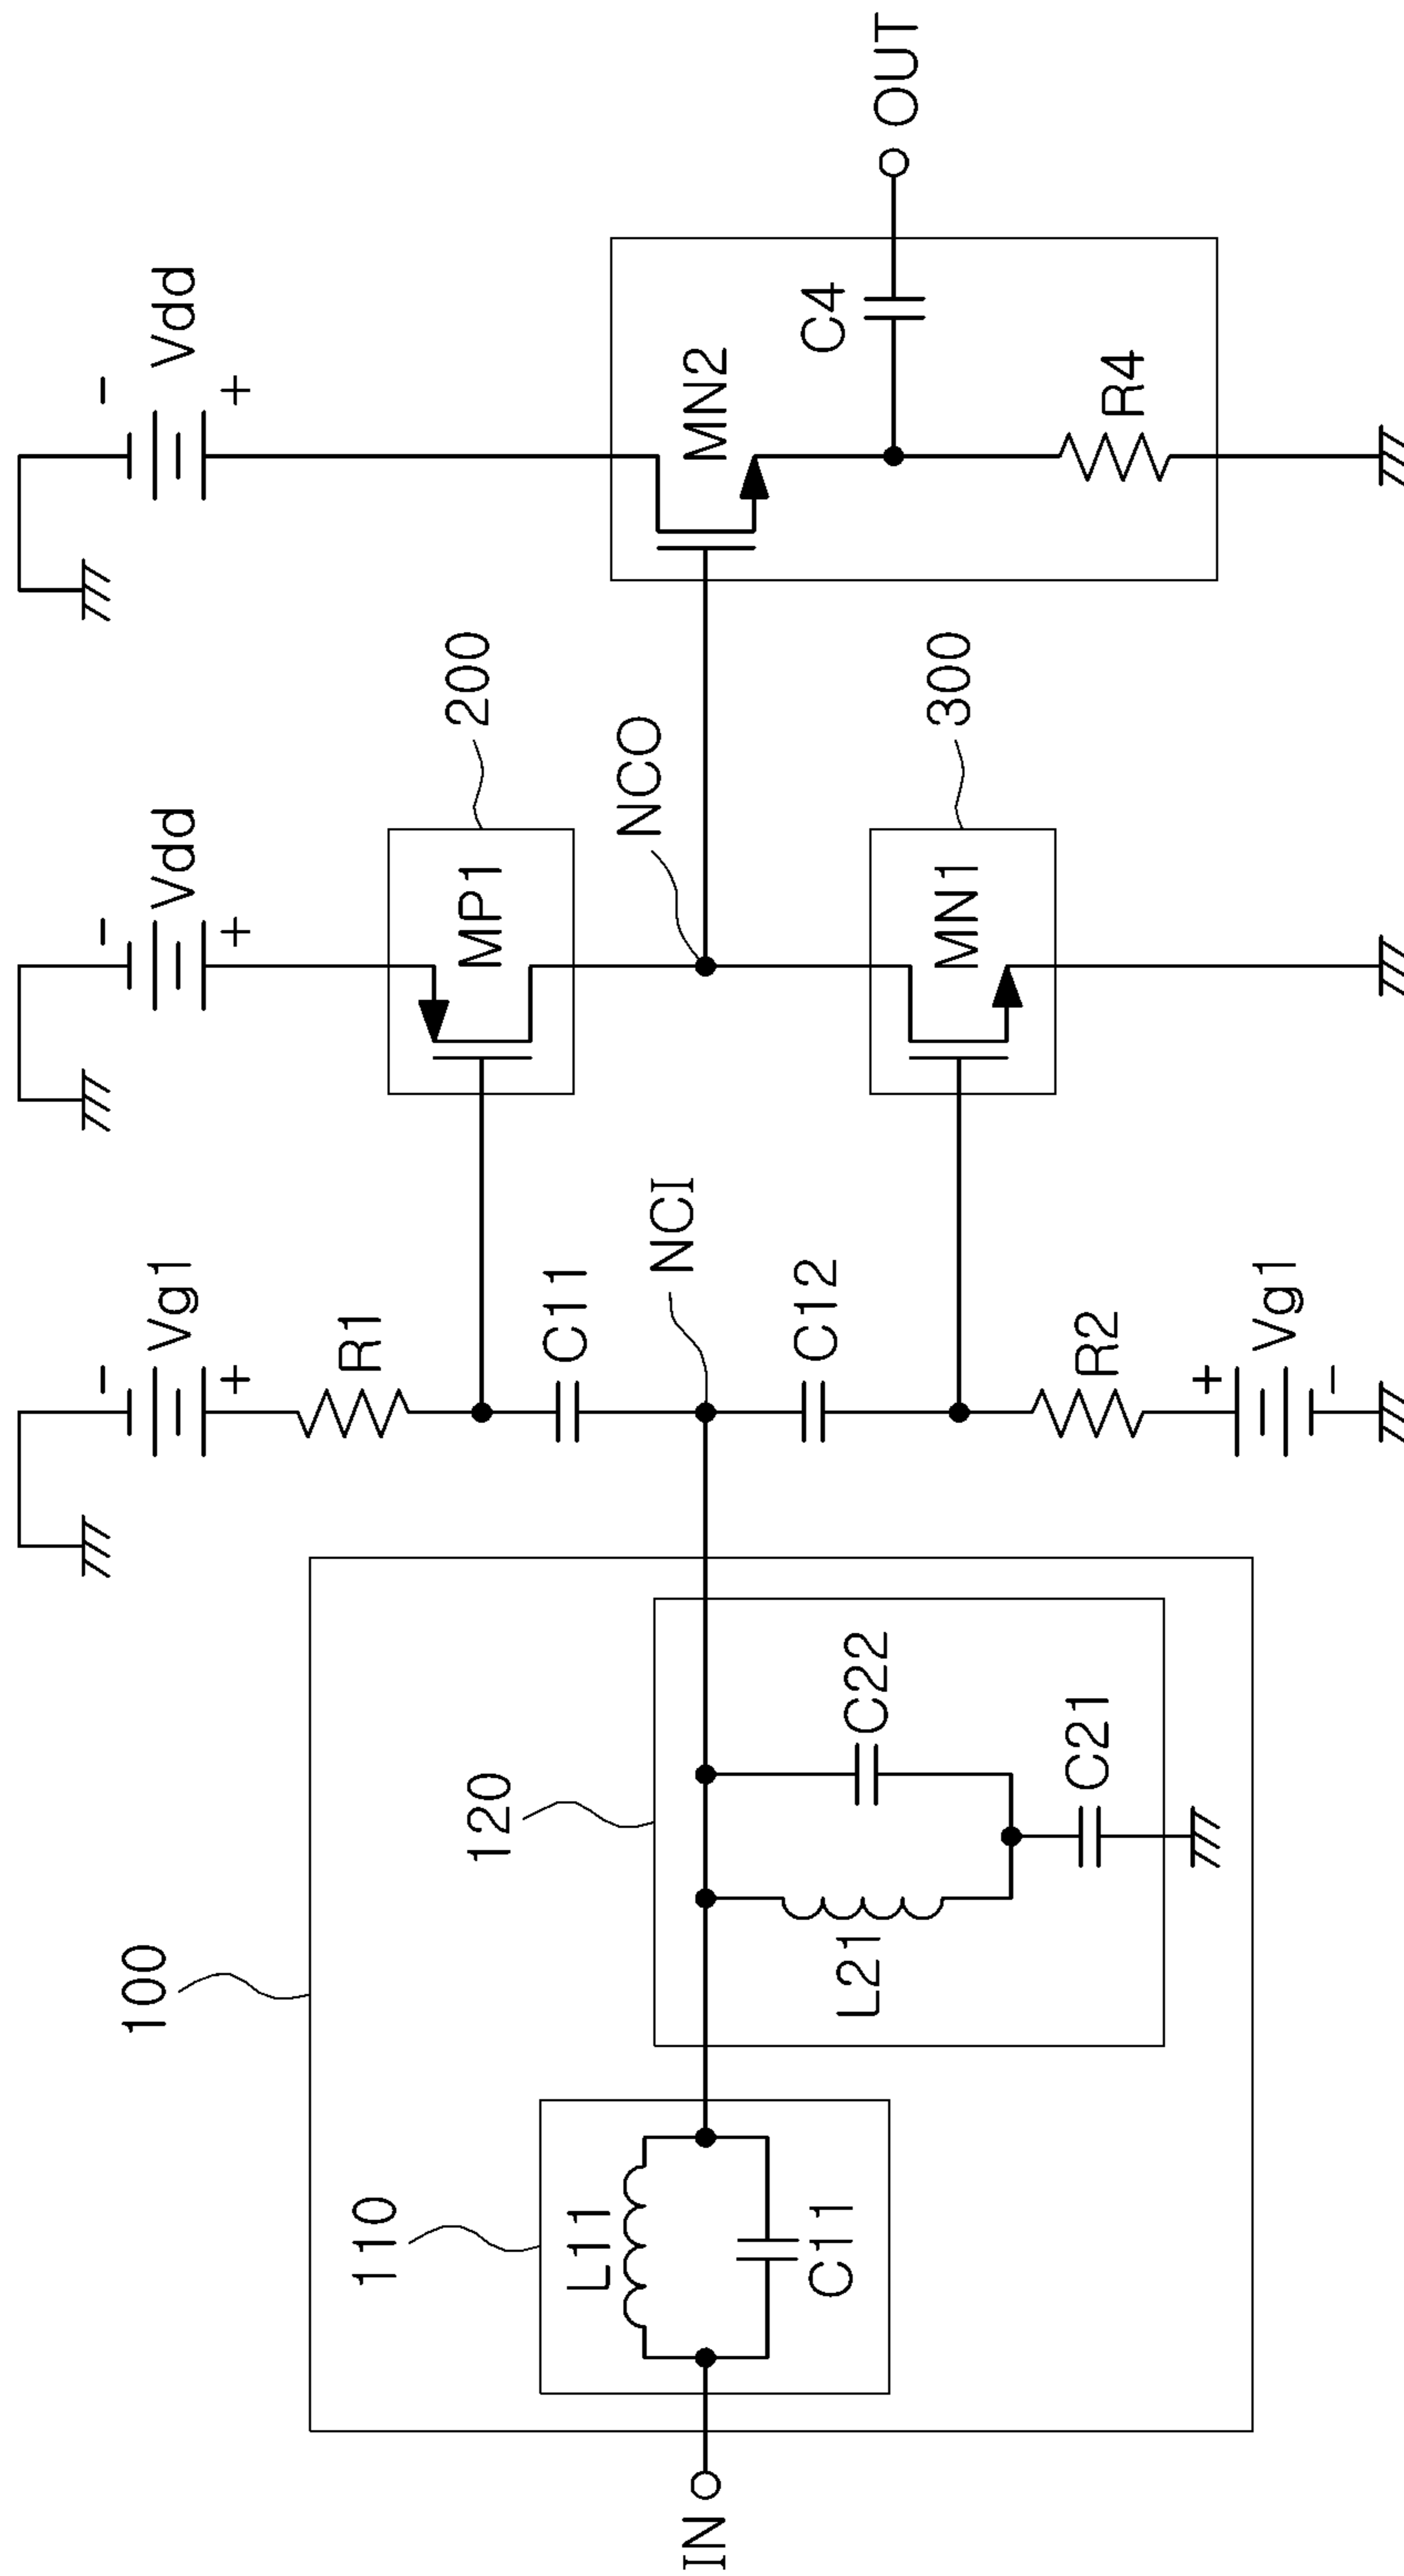 IN
100
110
L11
C11
120
L21
C22
C21
-
Vg1
+
R1
C11
NCI
C12
R2
+
Vg1
-
-
Vdd
+
200
MP1
NCO
300
MN1
-
Vdd
+
MN2
C4
R4
OUT